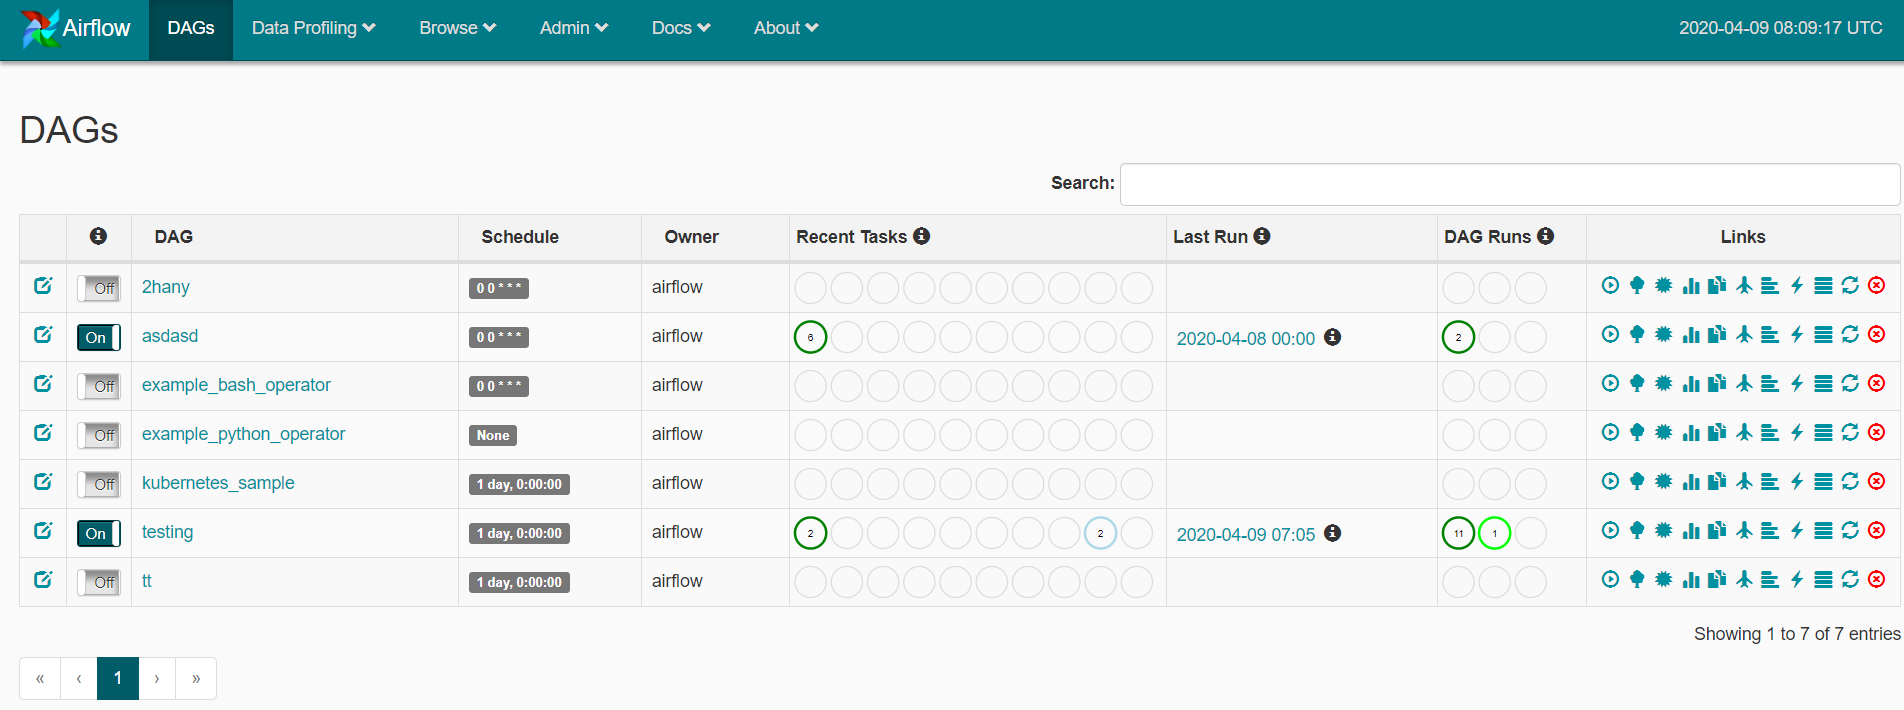 Airflow DAGs Data Profiling Browse Admin Docs About 2020-04-09 08:09:17 UTC
DAGs
Search:
DAG Schedule Owner Recent Tasks Last Run DAG Runs Links
Off 2hany 0 0 * * * airflow
On asdasd 0 0 * * * airflow 6 2020-04-08 00:00 2
Off example_bash_operator 0 0 * * * airflow
Off example_python_operator None airflow
Off kubernetes_sample 1 day, 0:00:00 airflow
On testing 1 day, 0:00:00 airflow 2 2 2020-04-09 07:05 11 1
Off tt 1 day, 0:00:00 airflow
Showing 1 to 7 of 7 entries
« ‹ 1 › »